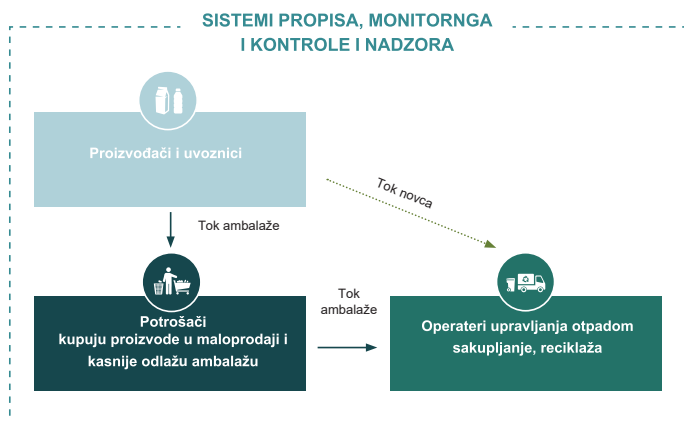 SISTEMI PROPISA, MONITORNGA
I KONTROLE I NADZORA
Proizvođači i uvoznici
Tok novca
Tok ambalaže
Potrošači
kupuju proizvode u maloprodaji i
kasnije odlažu ambalažu
Tok
ambalaže
Operateri upravljanja otpadom
sakupljanje, reciklaža